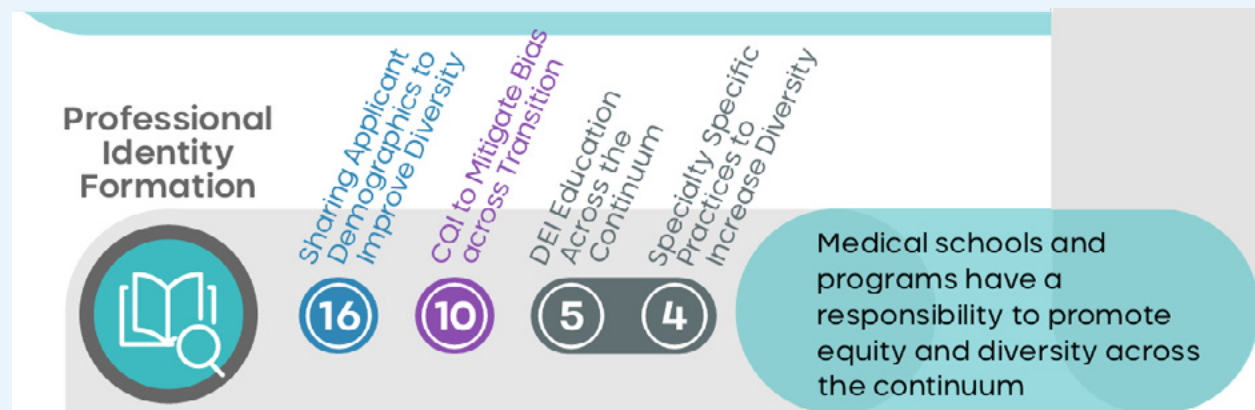 Professional
Identity
Formation
Sharing Applicant
Demographics to
Improve Diversity
CQI to Mitigate Bias
across Transition
DEI Education
Across the
Continuum
Specialty Specific
Practices to
Increase Diversity
16
10
5
4
Medical schools and
programs have a
responsibility to promote
equity and diversity across
the continuum